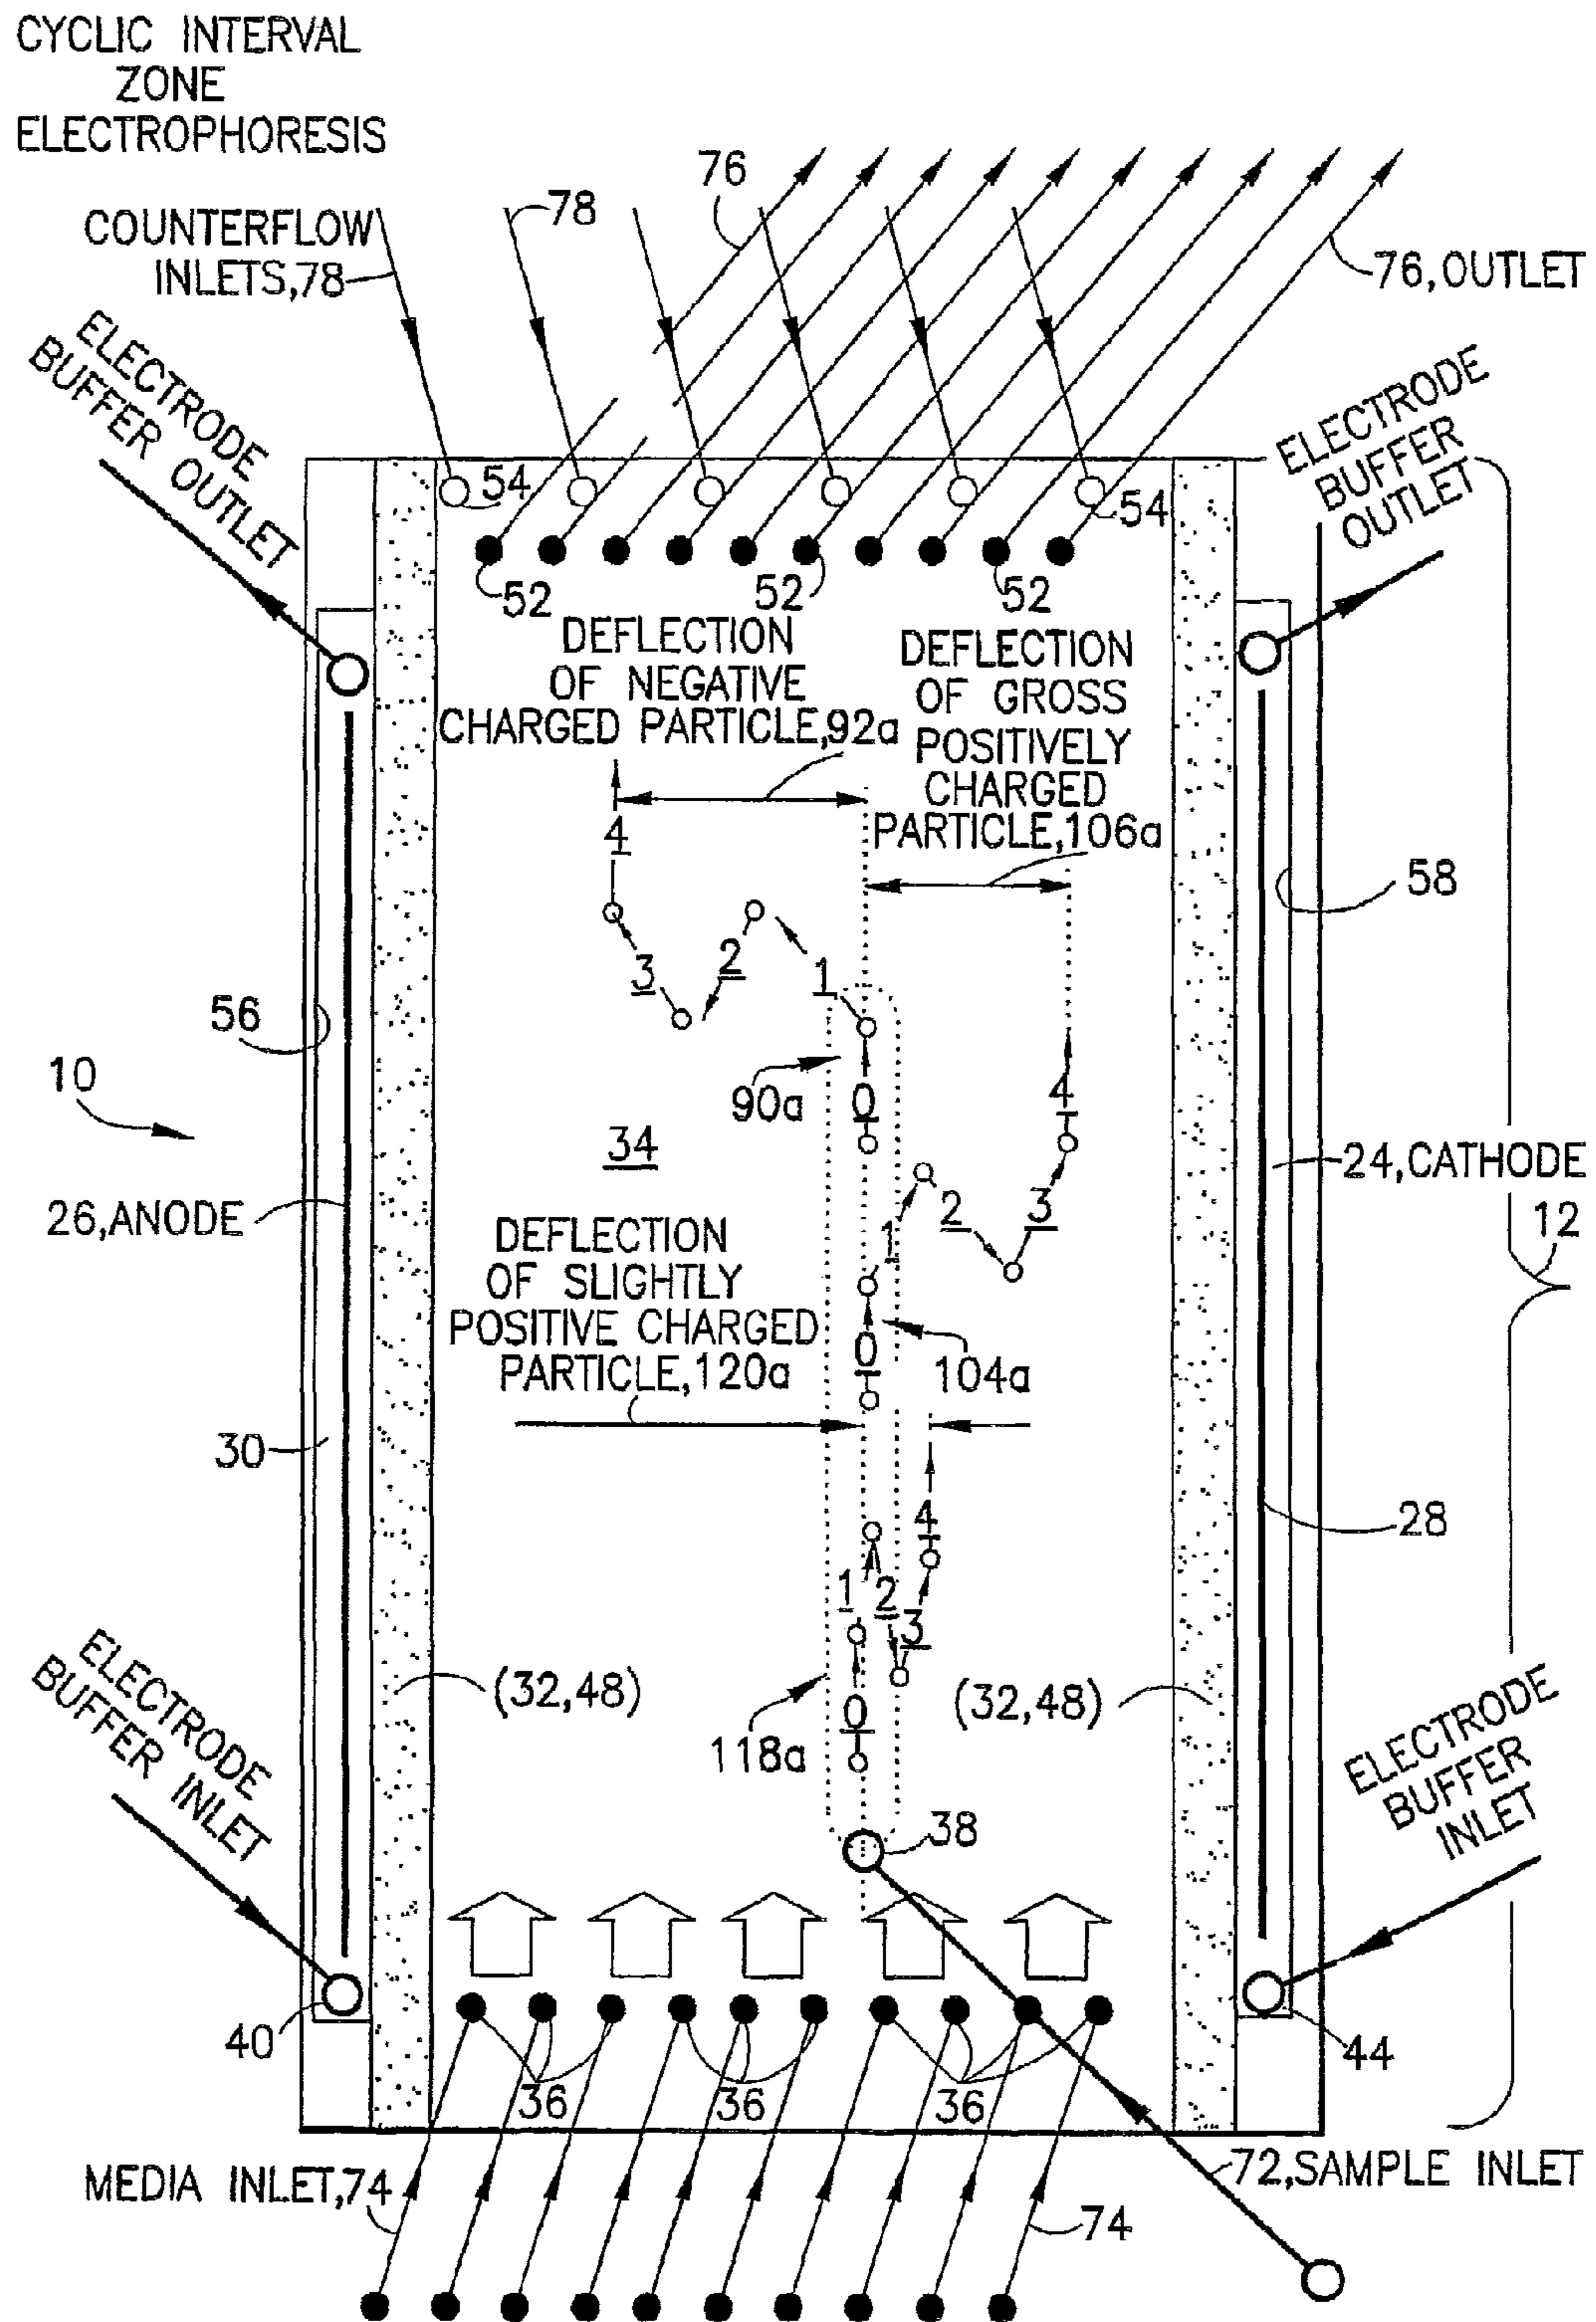 CYCLIC INTERVAL
ZONE
ELECTROPHORESIS
COUNTERFLOW
INLETS,78
78
76
76,OUTLET
ELECTRODE
BUFFER OUTLET
ELECTRODE
BUFFER
OUTLET
54
54
52
52
52
DEFLECTION
OF NEGATIVE
CHARGED PARTICLE,92a
DEFLECTION
OF GROSS
POSITIVELY
CHARGED
PARTICLE,106a
4
58
3
2
1
56
10
90a
0
4
34
24,CATHODE
12
26,ANODE
1
2
3
DEFLECTION
OF SLIGHTLY
POSITIVE CHARGED
PARTICLE,120a
0
104a
30
28
4
1
2
3
(32,48)
(32,48)
0
118a
ELECTRODE
BUFFER INLET
ELECTRODE
BUFFER
INLET
38
40
44
36
36
36
MEDIA INLET,74
74
72,SAMPLE INLET